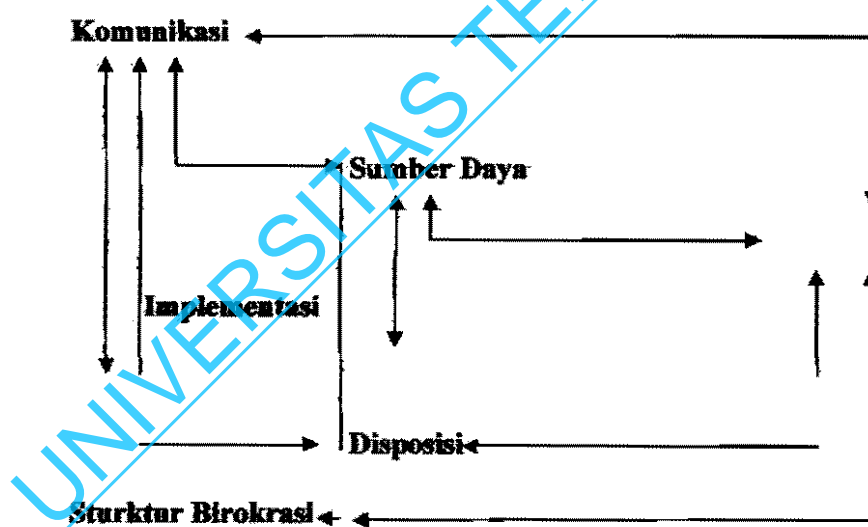 Komunikasi
Sumber Daya
Implementasi
Disposisi
Sturktur Birokrasi
UNIVERSITAS TE